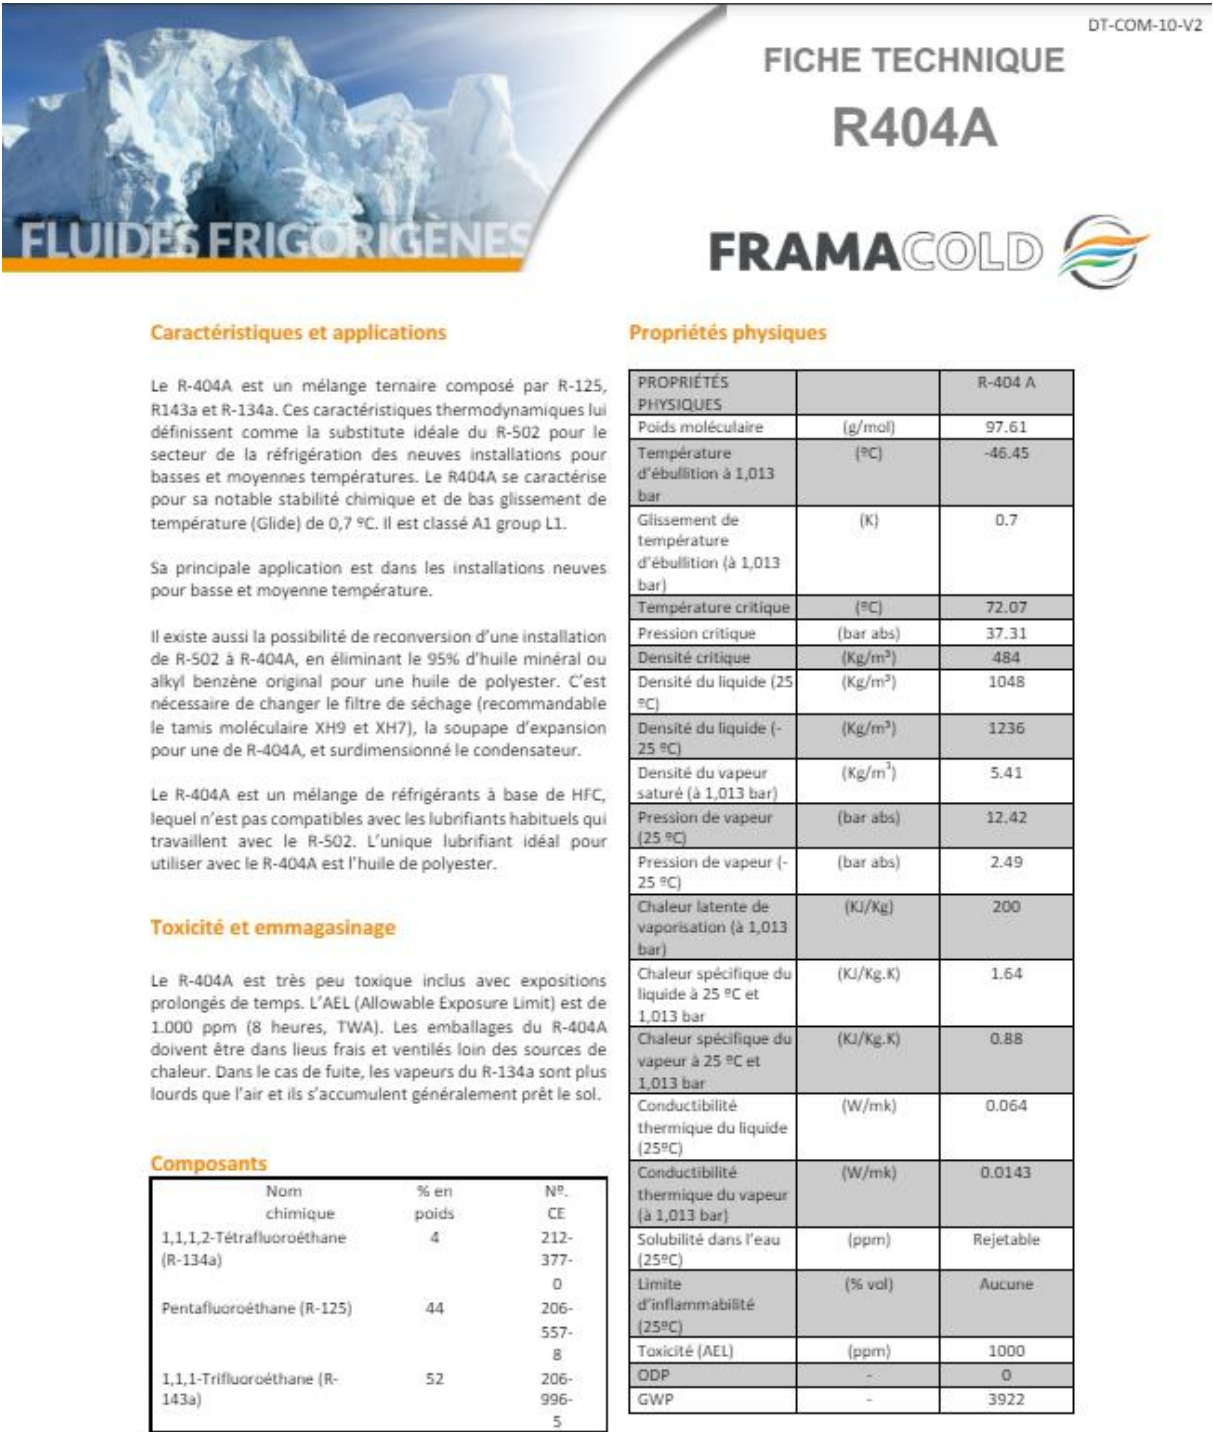 DT-COM-10-V2
FICHE TECHNIQUE
R404A
FLUIDES FRIGORIGENES
FRAMACOLD
Caractéristiques et applications
Le R-404A est un mélange ternaire composé par R-125,
R143a et R-134a. Ces caractéristiques thermodynamiques lui
définissent comme la substitute idéale du R-502 pour le
secteur de la réfrigération des neuves installations pour
basses et moyennes températures. Le R404A se caractérise
pour sa notable stabilité chimique et de bas glissement de
température (Glide) de 0,7 ºC. Il est classé A1 group L1.
Sa principale application est dans les installations neuves
pour basse et moyenne température.
Il existe aussi la possibilité de reconversion d'une installation
de R-502 à R-404A, en éliminant le 95% d'huile minéral ou
alkyl benzène original pour une huile de polyester. C'est
nécessaire de changer le filtre de séchage (recommandable
le tamis moléculaire XH9 et XH7), la soupape d'expansion
pour une de R-404A, et surdimensionné le condensateur.
Le R-404A est un mélange de réfrigérants à base de HFC,
lequel n'est pas compatibles avec les lubrifiants habituels qui
travaillent avec le R-502. L'unique lubrifiant idéal pour
utiliser avec le R-404A est l'huile de polyester.
Toxicité et emmagasinage
Le R-404A est très peu toxique inclus avec expositions
prolongés de temps. L'AEL (Allowable Exposure Limit) est de
1.000 ppm (8 heures, TWA). Les emballages du R-404A
doivent être dans lieus frais et ventilés loin des sources de
chaleur. Dans le cas de fuite, les vapeurs du R-134a sont plus
lourds que l'air et ils s'accumulent généralement prêt le sol.
Composants
Nom % en Nº.
chimique poids CE
1,1,1,2-Tétrafluoroéthane 4 212-
(R-134a) 377-
0
Pentafluoroéthane (R-125) 44 206-
557-
8
1,1,1-Trifluoroéthane (R- 52 206-
143a) 996-
5
Propriétés physiques
PROPRIÉTÉS R-404 A
PHYSIQUES
Poids moléculaire (g/mol) 97.61
Température (ºC) -46.45
d'ébullition à 1,013
bar
Glissement de (K) 0.7
température
d'ébullition (à 1,013
bar)
Température critique (ºC) 72.07
Pression critique (bar abs) 37.31
Densité critique (Kg/m³) 484
Densité du liquide (25 (Kg/m³) 1048
ºC)
Densité du liquide (- (Kg/m³) 1236
25 ºC)
Densité du vapeur (Kg/m³) 5.41
saturé (à 1,013 bar)
Pression de vapeur (bar abs) 12.42
(25 ºC)
Pression de vapeur (- (bar abs) 2.49
25 ºC)
Chaleur latente de (KJ/Kg) 200
vaporisation (à 1,013
bar)
Chaleur spécifique du (KJ/Kg.K) 1.64
liquide à 25 ºC et
1,013 bar
Chaleur spécifique du (KJ/Kg.K) 0.88
vapeur à 25 ºC et
1,013 bar
Conductibilité (W/mk) 0.064
thermique du liquide
(25ºC)
Conductibilité (W/mk) 0.0143
thermique du vapeur
(à 1,013 bar)
Solubilité dans l'eau (ppm) Rejetable
(25ºC)
Limite (% vol) Aucune
d'inflammabilité
(25ºC)
Toxicité (AEL) (ppm) 1000
ODP - 0
GWP - 3922